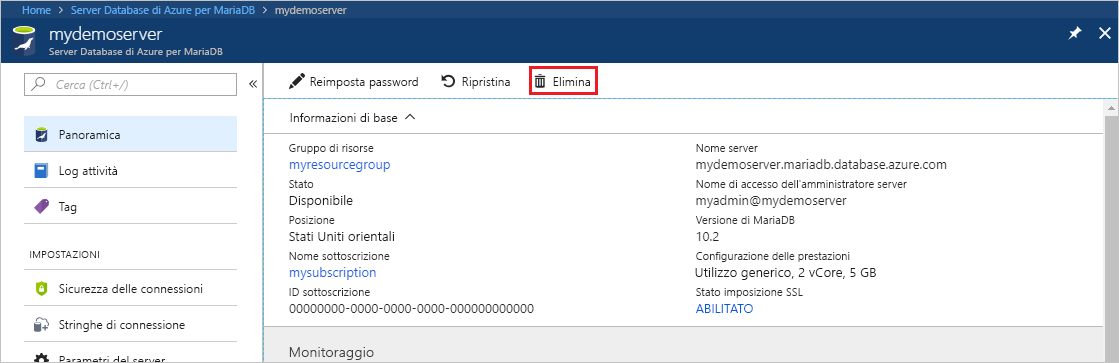 Home > Server Database di Azure per MariaDB > mydemoserver
mydemoserver
Server Database di Azure per MariaDB
Cerca (Ctrl+/)
«
Panoramica
Log attività
Tag
IMPOSTAZIONI
Sicurezza delle connessioni
Stringhe di connessione
Parametri del server
Reimposta password
Ripristina
Elimina
Informazioni di base
Gruppo di risorse
myresourcegroup
Stato
Disponibile
Posizione
Stati Uniti orientali
Nome sottoscrizione
mysubscription
ID sottoscrizione
00000000-0000-0000-0000-000000000000
Nome server
mydemoserver.mariadb.database.azure.com
Nome di accesso dell'amministratore server
myadmin@mydemoserver
Versione di MariaDB
10.2
Configurazione delle prestazioni
Utilizzo generico, 2 vCore, 5 GB
Stato imposizione SSL
ABILITATO
Monitoraggio